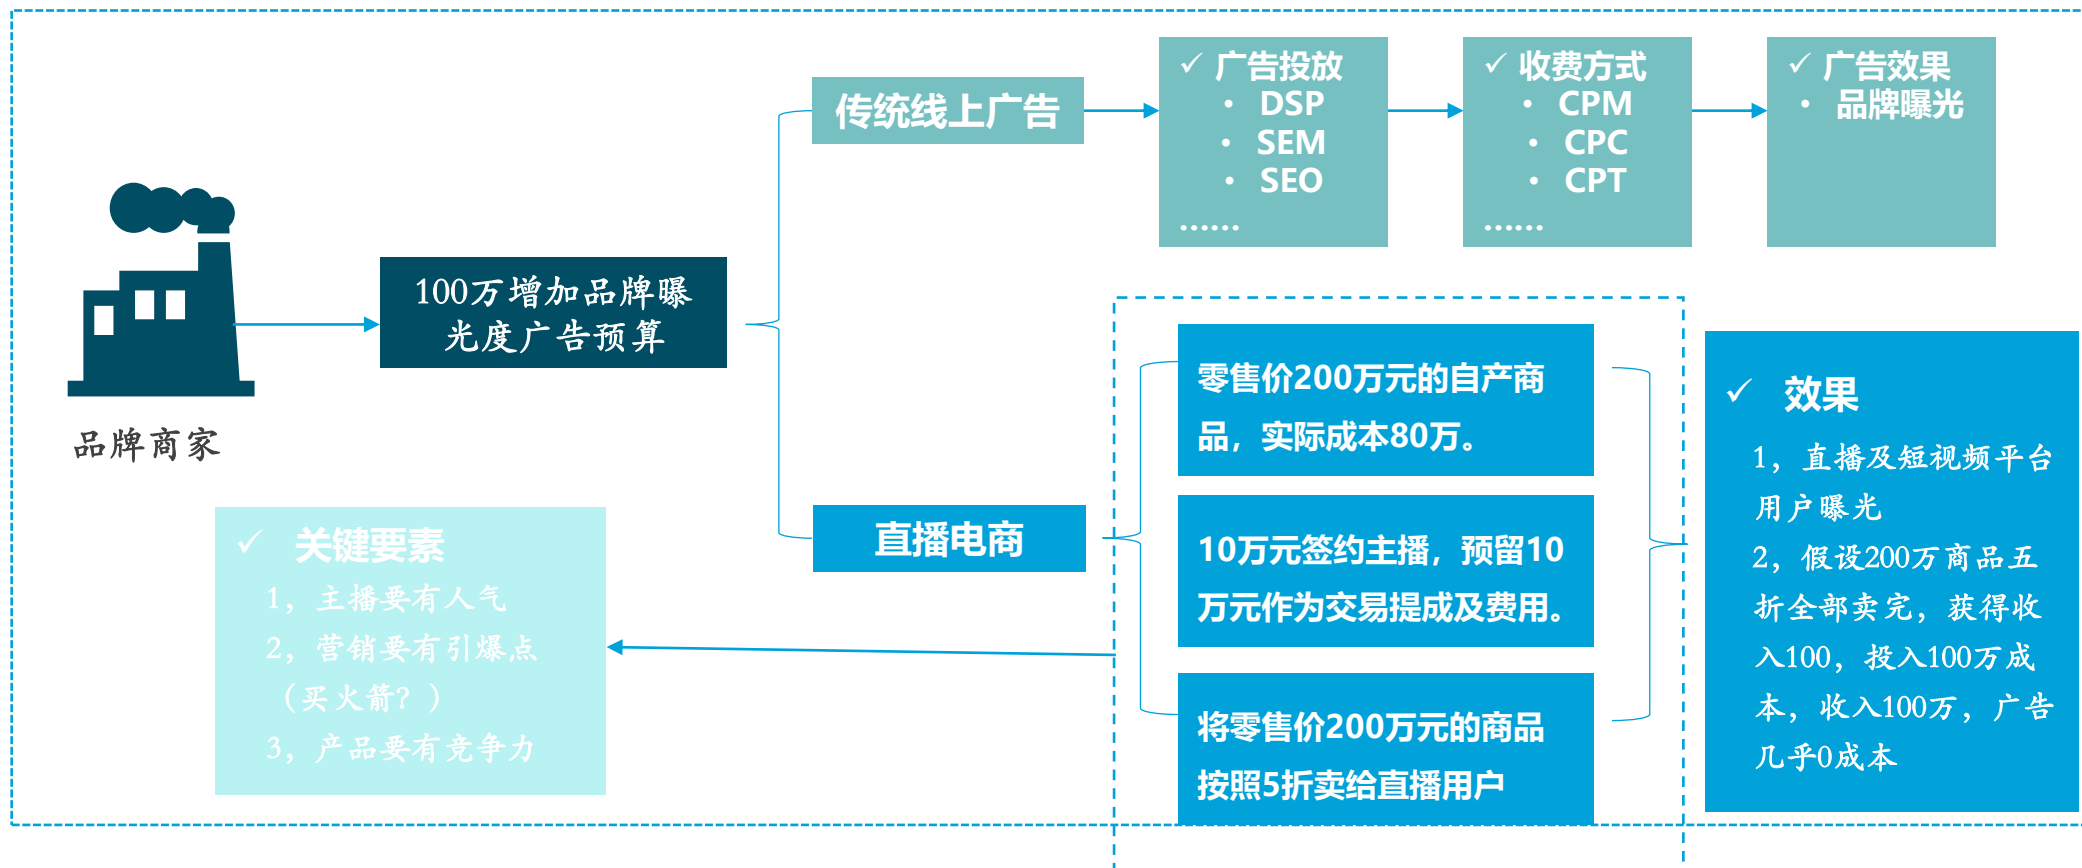 品牌商家
100万增加品牌曝
光度广告预算
传统线上广告
✓ 广告投放
• DSP
• SEM
• SEO
......
✓ 收费方式
• CPM
• CPC
• CPT
......
✓ 广告效果
• 品牌曝光
直播电商
零售价200万元的自产商
品，实际成本80万。
10万元签约主播，预留10
万元作为交易提成及费用。
将零售价200万元的商品
按照5折卖给直播用户
✓ 效果
1，直播及短视频平台
用户曝光
2，假设200万商品五
折全部卖完，获得收
入100，投入100万成
本，收入100万，广告
几乎0成本
✓ 关键要素
1，主播要有人气
2，营销要有引爆点
（买火箭？）
3，产品要有竞争力